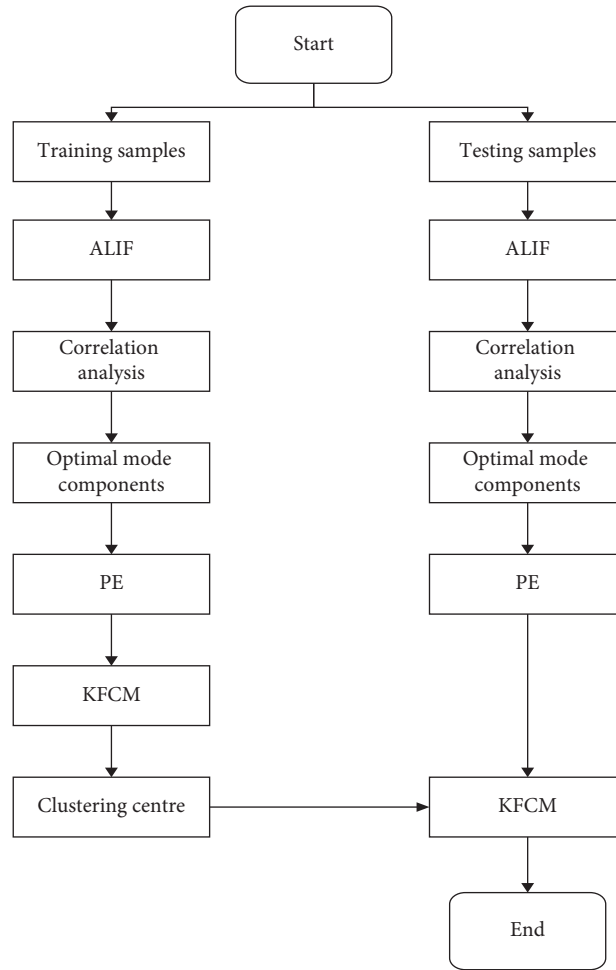 Start
Training samples
Testing samples
ALIF
ALIF
Correlation
analysis
Correlation
analysis
Optimal mode
components
Optimal mode
components
PE
PE
KFCM
Clustering centre
KFCM
End